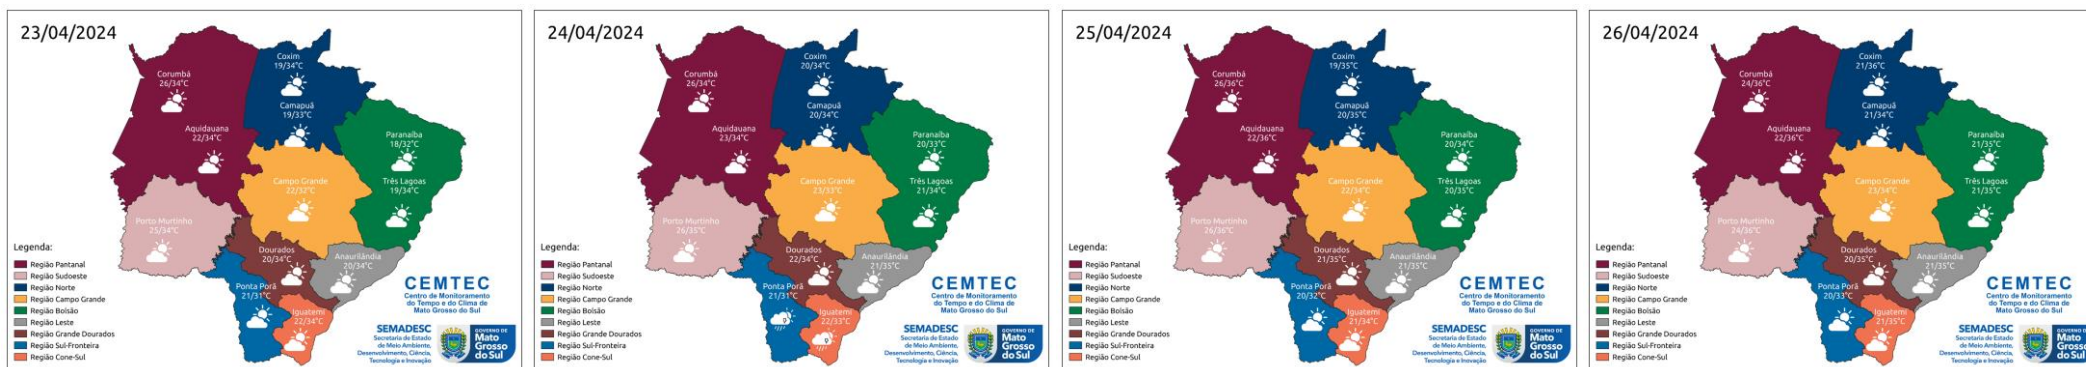 23/04/2024
Coxim
19/34°C
Corumbá
26/34°C
Camapuã
19/33°C
Aquidauana
22/34°C
Paranaíba
18/32°C
Campo Grande
22/32°C
Três Lagoas
19/34°C
Porto Murtinho
25/34°C
Dourados
20/34°C
Anaurilândia
20/34°C
Ponta Porã
21/31°C
Iguatemi
22/34°C
Legenda:
Região Pantanal
Região Sudoeste
Região Norte
Região Campo Grande
Região Bolsão
Região Leste
Região Grande Dourados
Região Sul-Fronteira
Região Cone-Sul
CEMTEC
Centro de Monitoramento
do Tempo e do Clima de
Mato Grosso do Sul
SEMADESC
Secretaria de Estado
de Meio Ambiente,
Desenvolvimento, Ciência,
Tecnologia e Inovação
GOVERNO DE
Mato
Grosso
do Sul
24/04/2024
Coxim
20/34°C
Corumbá
26/34°C
Camapuã
20/34°C
Aquidauana
23/34°C
Paranaíba
20/33°C
Campo Grande
23/33°C
Três Lagoas
21/34°C
Porto Murtinho
26/35°C
Dourados
22/34°C
Anaurilândia
21/35°C
Ponta Porã
21/31°C
Iguatemi
22/33°C
Legenda:
Região Pantanal
Região Sudoeste
Região Norte
Região Campo Grande
Região Bolsão
Região Leste
Região Grande Dourados
Região Sul-Fronteira
Região Cone-Sul
CEMTEC
Centro de Monitoramento
do Tempo e do Clima de
Mato Grosso do Sul
SEMADESC
Secretaria de Estado
de Meio Ambiente,
Desenvolvimento, Ciência,
Tecnologia e Inovação
GOVERNO DE
Mato
Grosso
do Sul
25/04/2024
Coxim
19/35°C
Corumbá
26/36°C
Camapuã
20/35°C
Aquidauana
22/36°C
Paranaíba
20/34°C
Campo Grande
22/34°C
Três Lagoas
20/35°C
Porto Murtinho
26/36°C
Dourados
21/35°C
Anaurilândia
21/35°C
Ponta Porã
20/32°C
Iguatemi
21/34°C
Legenda:
Região Pantanal
Região Sudoeste
Região Norte
Região Campo Grande
Região Bolsão
Região Leste
Região Grande Dourados
Região Sul-Fronteira
Região Cone-Sul
CEMTEC
Centro de Monitoramento
do Tempo e do Clima de
Mato Grosso do Sul
SEMADESC
Secretaria de Estado
de Meio Ambiente,
Desenvolvimento, Ciência,
Tecnologia e Inovação
GOVERNO DE
Mato
Grosso
do Sul
26/04/2024
Coxim
21/36°C
Corumbá
24/36°C
Camapuã
21/34°C
Aquidauana
22/36°C
Paranaíba
21/35°C
Campo Grande
23/34°C
Três Lagoas
21/35°C
Porto Murtinho
24/36°C
Dourados
20/35°C
Anaurilândia
21/35°C
Ponta Porã
20/33°C
Iguatemi
21/35°C
Legenda:
Região Pantanal
Região Sudoeste
Região Norte
Região Campo Grande
Região Bolsão
Região Leste
Região Grande Dourados
Região Sul-Fronteira
Região Cone-Sul
CEMTEC
Centro de Monitoramento
do Tempo e do Clima de
Mato Grosso do Sul
SEMADESC
Secretaria de Estado
de Meio Ambiente,
Desenvolvimento, Ciência,
Tecnologia e Inovação
GOVERNO DE
Mato
Grosso
do Sul